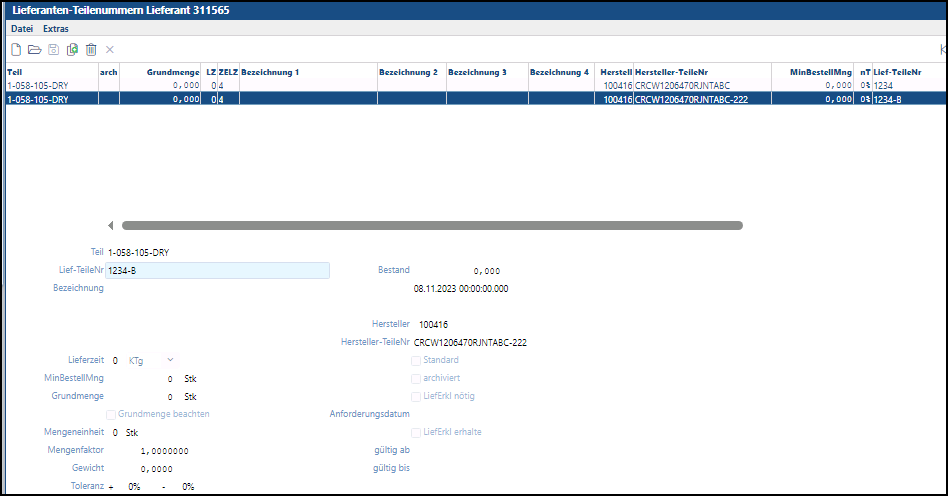 Lieferanten-Teilenummern Lieferant 311565
Datei Extras
Teil arch Grundmenge LZ ZELZ Bezeichnung 1 Bezeichnung 2 Bezeichnung 3 Bezeichnung 4 Herstell Hersteller-TeileNr MinBestellMng nT Lief-TeileNr
1-058-105-DRY 0,000 0 4 100416 CRCW1206470RJNTABC 0,000 0% 1234
1-058-105-DRY 0,000 0 4 100416 CRCW1206470RJNTABC-222 0,000 0% 1234-B
Teil 1-058-105-DRY
Lief-TeileNr 1234-B Bestand 0,000
Bezeichnung 08.11.2023 00:00:00.000
Hersteller 100416
Hersteller-TeileNr CRCW1206470RJNTABC-222
Lieferzeit 0 KTg Standard
MinBestellMng 0 Stk archiviert
Grundmenge 0 Stk LiefErkl nötig
Grundmenge beachten Anforderungsdatum
Mengeneinheit 0 Stk LiefErkl erhalte
Mengenfaktor 1,0000000 gültig ab
Gewicht 0,0000 gültig bis
Toleranz + 0% - 0%